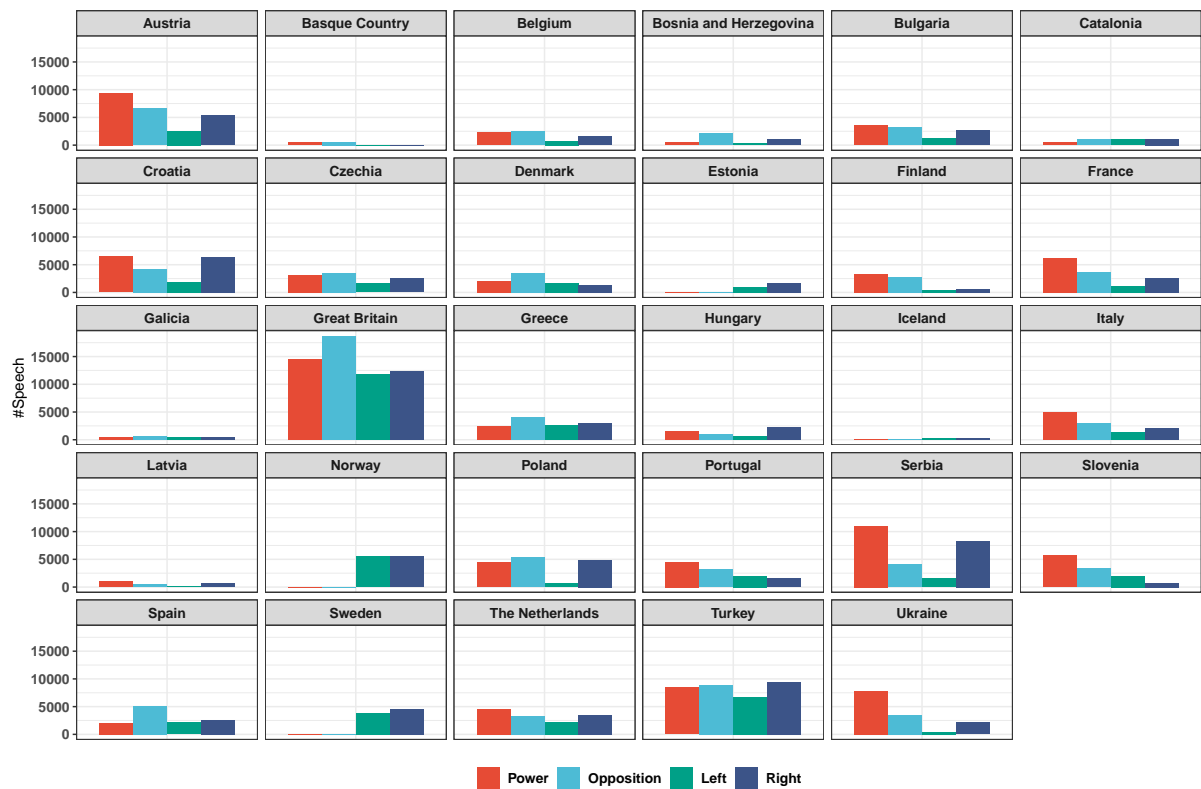 Austria Basque Country Belgium Bosnia and Herzegovina Bulgaria Catalonia
15000
10000
5000
0
Croatia Czechia Denmark Estonia Finland France
15000
10000
5000
0
Galicia Great Britain Greece Hungary Iceland Italy
15000
10000
5000
0
#Speech
Latvia Norway Poland Portugal Serbia Slovenia
15000
10000
5000
0
Spain Sweden The Netherlands Turkey Ukraine
15000
10000
5000
0
Power Opposition Left Right